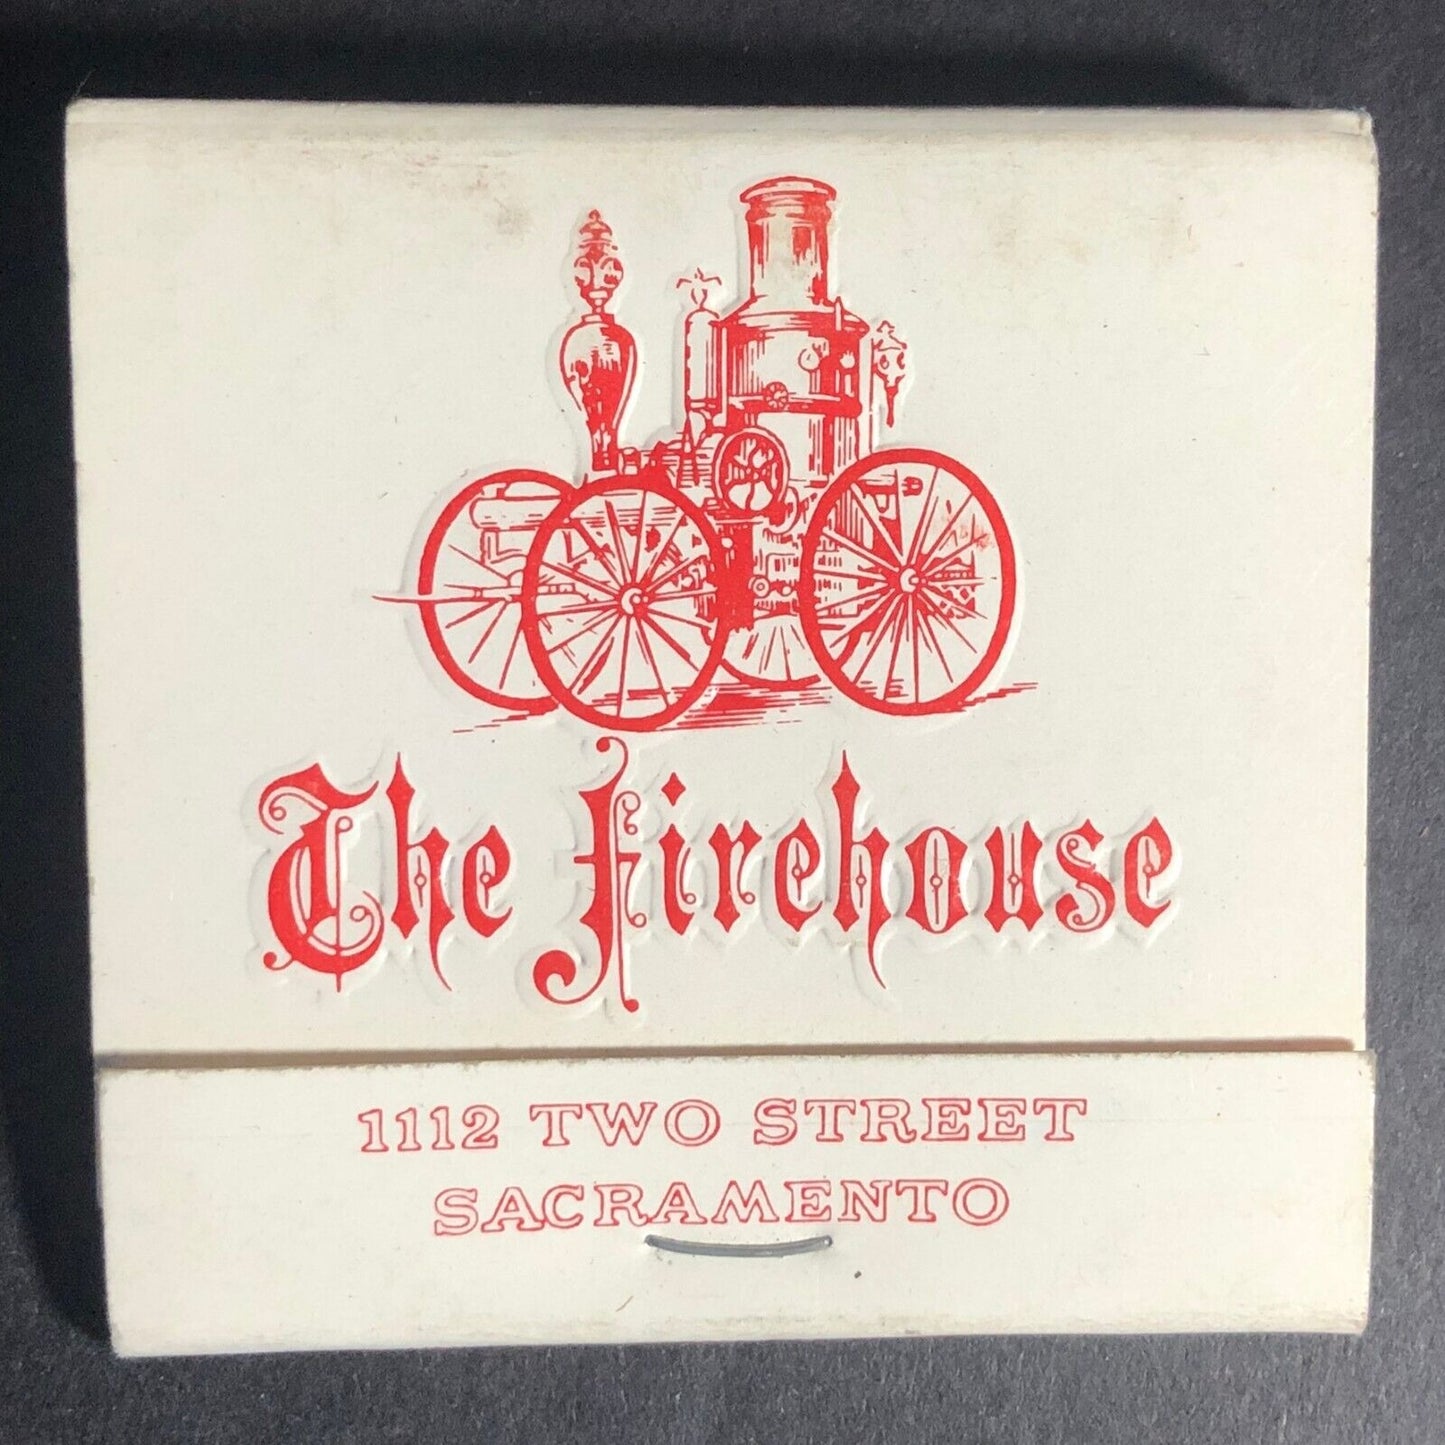 The Firehouse
1112 TWO STREET
SACRAMENTO